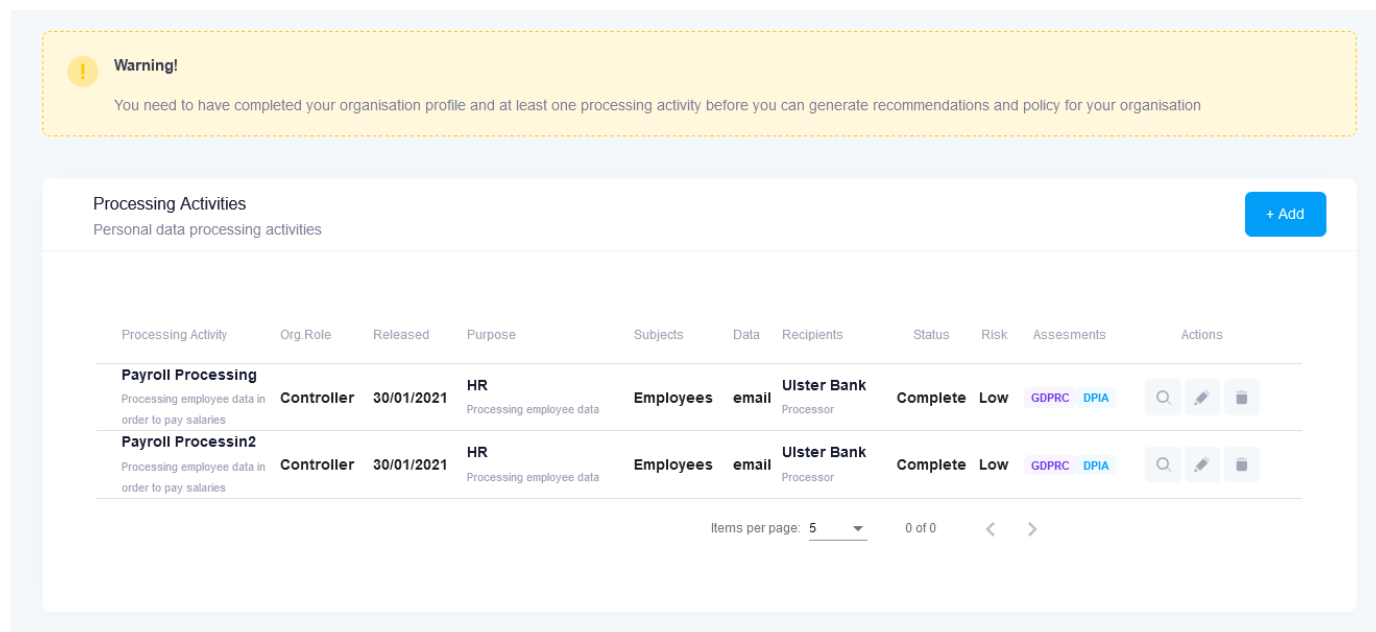 !
Warning!
You need to have completed your organisation profile and at least one processing activity before you can generate recommendations and policy for your organisation
Processing Activities
Personal data processing activities
+ Add
Processing Activity Org.Role Released Purpose Subjects Data Recipients Status Risk Assesments Actions
Payroll Processing
Processing employee data in
order to pay salaries
Controller 30/01/2021
HR
Processing employee data
Employees email
Ulster Bank
Processor
Complete Low GDPRC DPIA
Payroll Processin2
Processing employee data in
order to pay salaries
Controller 30/01/2021
HR
Processing employee data
Employees email
Ulster Bank
Processor
Complete Low GDPRC DPIA
Items per page: 5 0 of 0